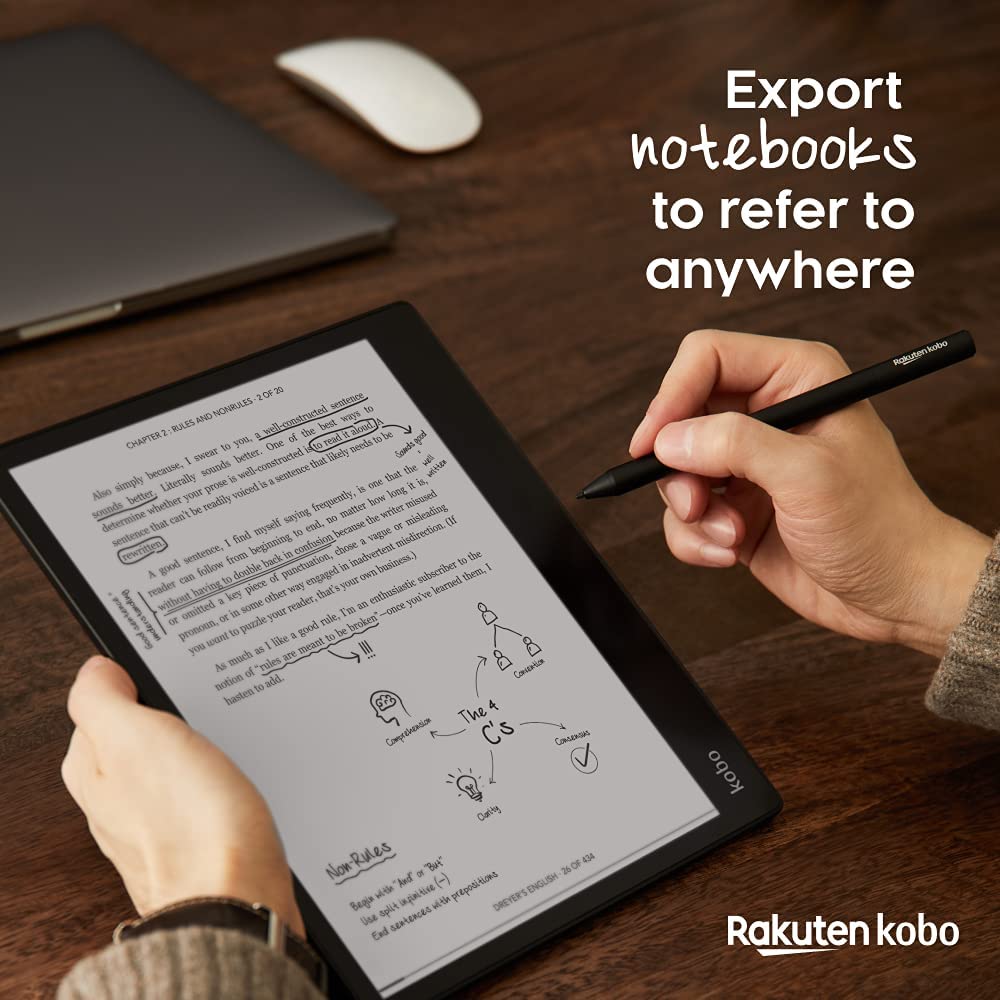 Export
notebooks
to refer to
anywhere
Rakuten kobo
CHAPTER 2 : RULES AND NONRULES - 2 OF 20
Also simply because, I swear to you, a well-constructed sentence
sounds better. Literally sounds better. One of the best ways to
determine whether your prose is well-constructed is to read it aloud. A
sentence that can't be readily voiced is a sentence that likely needs to be
rewritten.
Sounds good
=
well
written
A good sentence, I find myself saying frequently, is one that the
reader can follow from beginning to end, no matter how long it is,
without having to double back in confusion because the writer misused
or omitted a key piece of punctuation, chose a vague or misleading
pronoun, or in some other way engaged in inadvertent misdirection. (If
you want to puzzle your reader, that's your own business.)
Good sentence =
understanding
As much as I like a good rule, I'm an enthusiastic subscriber to the
notion of "rules are meant to be broken"—once you've learned them, I
hasten to add.
!!!
The 4
C's
Comprehension
Consensus
Clarity
Non-Rules
Begin with "And" or "But"
Use split infinitive (–)
End sentences with prepositions
DREYER'S ENGLISH - 26 OF 434
kobo
Rakuten kobo